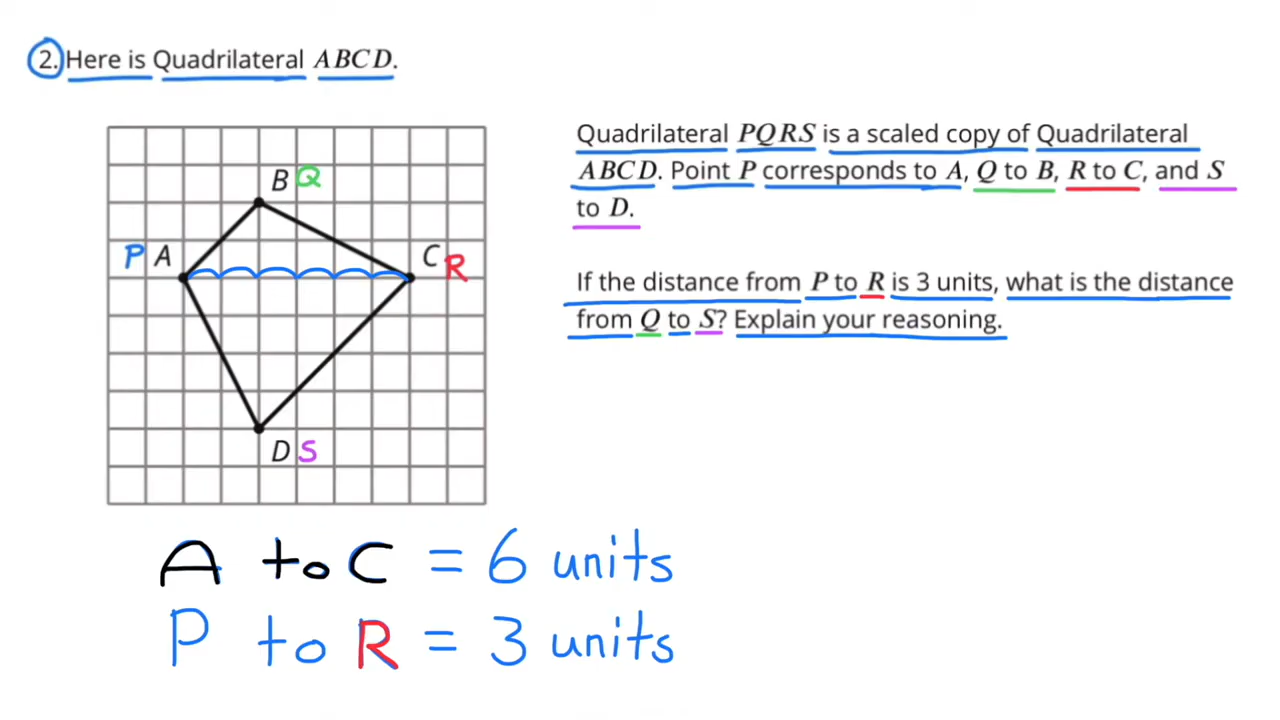 2. Here is Quadrilateral ABCD.
Quadrilateral PQRS is a scaled copy of Quadrilateral
ABCD. Point P corresponds to A, Q to B, R to C, and S
to D.
If the distance from P to R is 3 units, what is the distance
from Q to S? Explain your reasoning.
B Q
P A
C R
D S
A to C = 6 units
P to R = 3 units